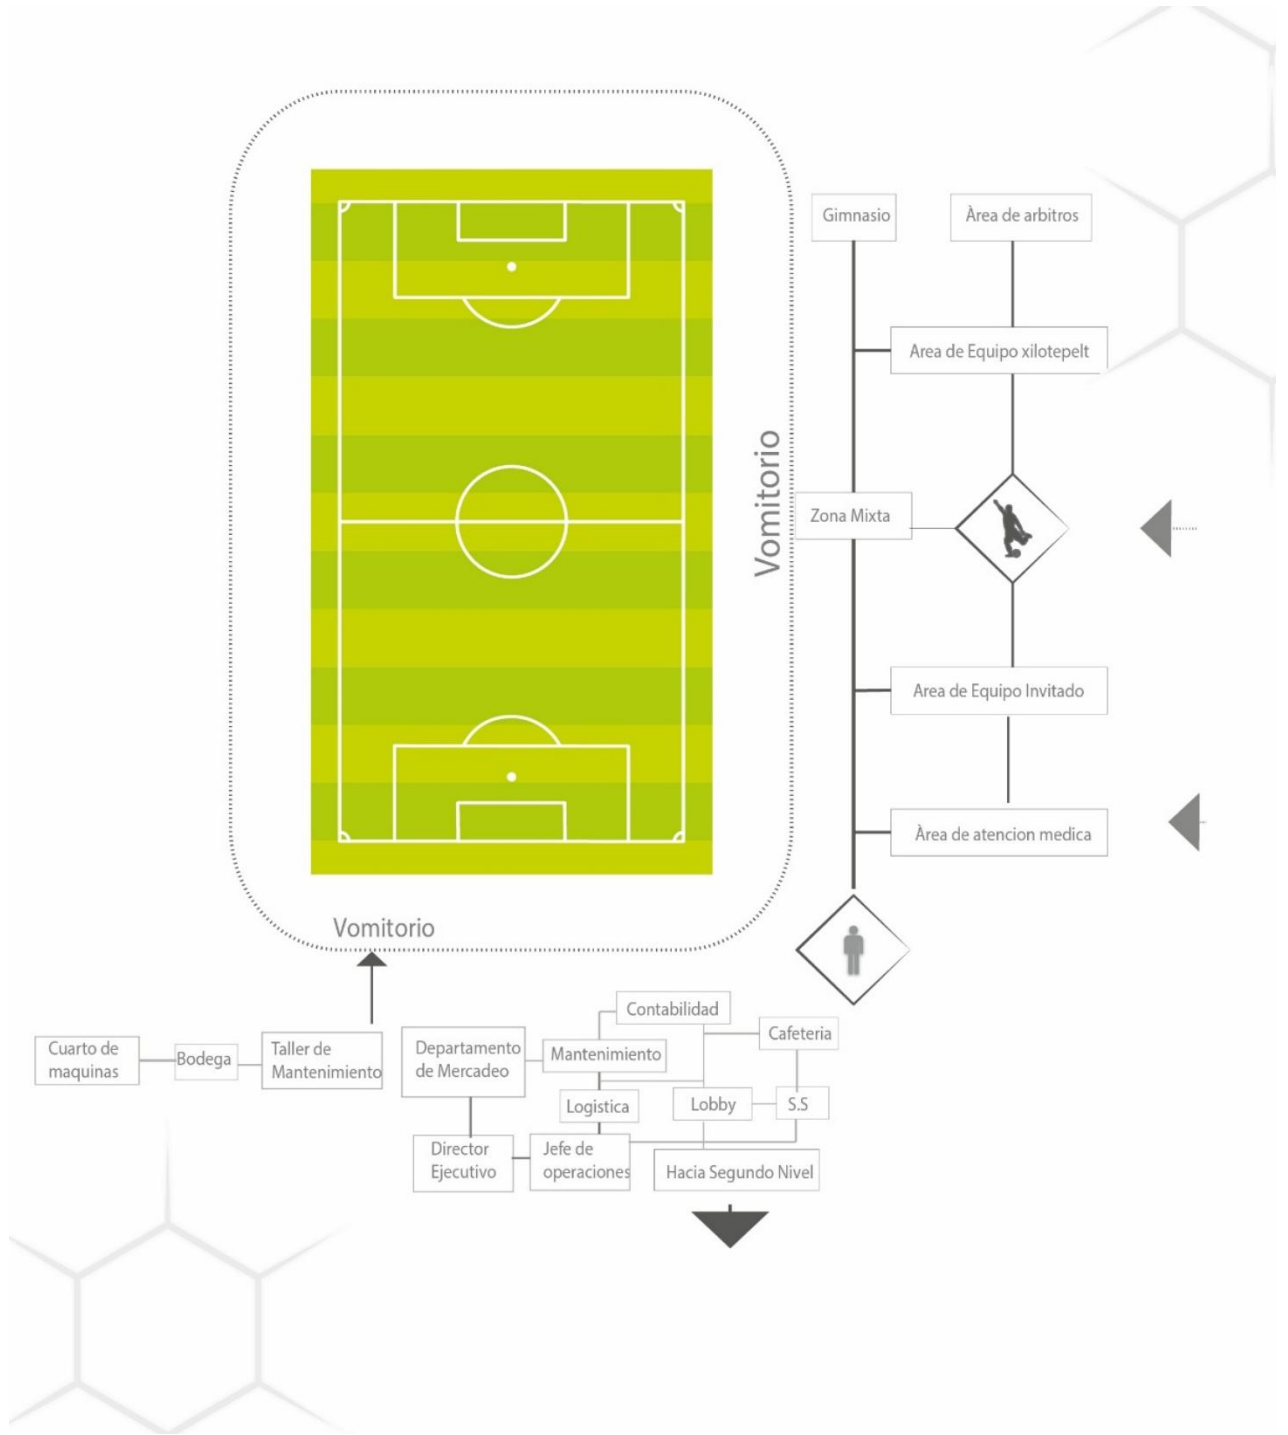 Gimnasio
Àrea de arbitros
Area de Equipo xilotepelt
Vomitorio
Zona Mixta
Area de Equipo Invitado
Àrea de atencion medica
Vomitorio
Contabilidad
Cafeteria
Cuarto de
maquinas
Bodega
Taller de
Mantenimiento
Departamento
de Mercadeo
Mantenimiento
Logistica
Lobby
S.S
Director
Ejecutivo
Jefe de
operaciones
Hacia Segundo Nivel